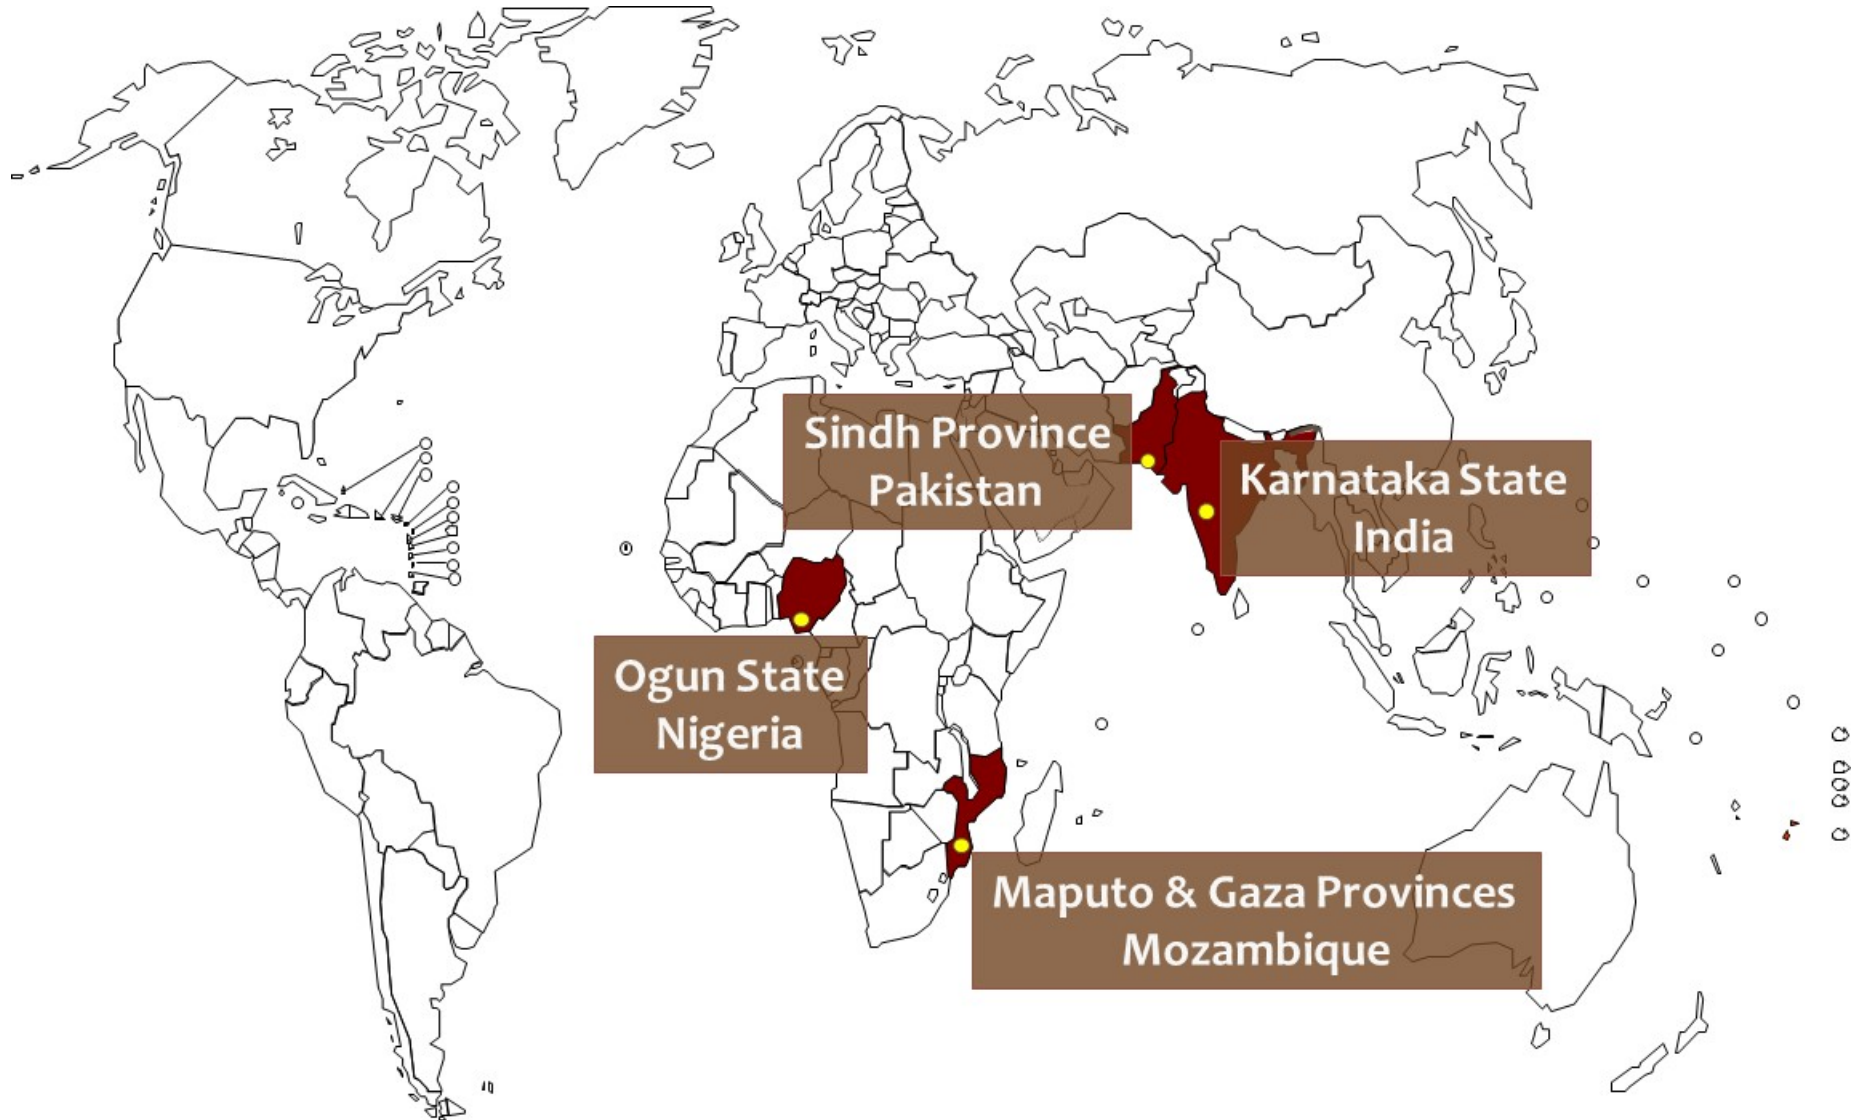 Sindh Province
Pakistan
Karnataka State
India
Ogun State
Nigeria
Maputo & Gaza Provinces
Mozambique